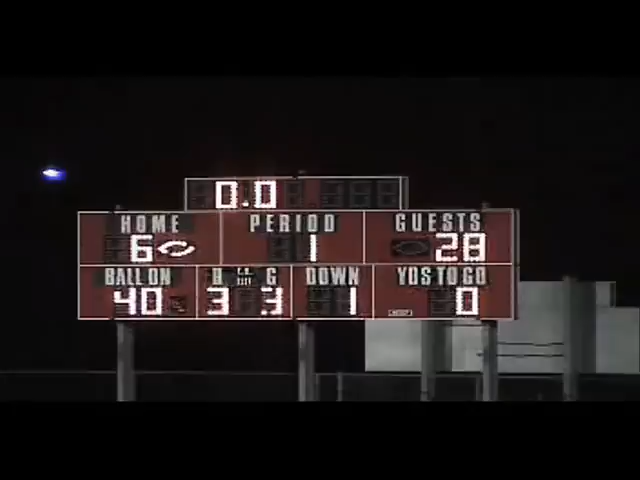 0.0
HOME PERIOD GUESTS
6 1 28
BALL ON H T.O. G DOWN YDS TO GO
40 3 3 1 0